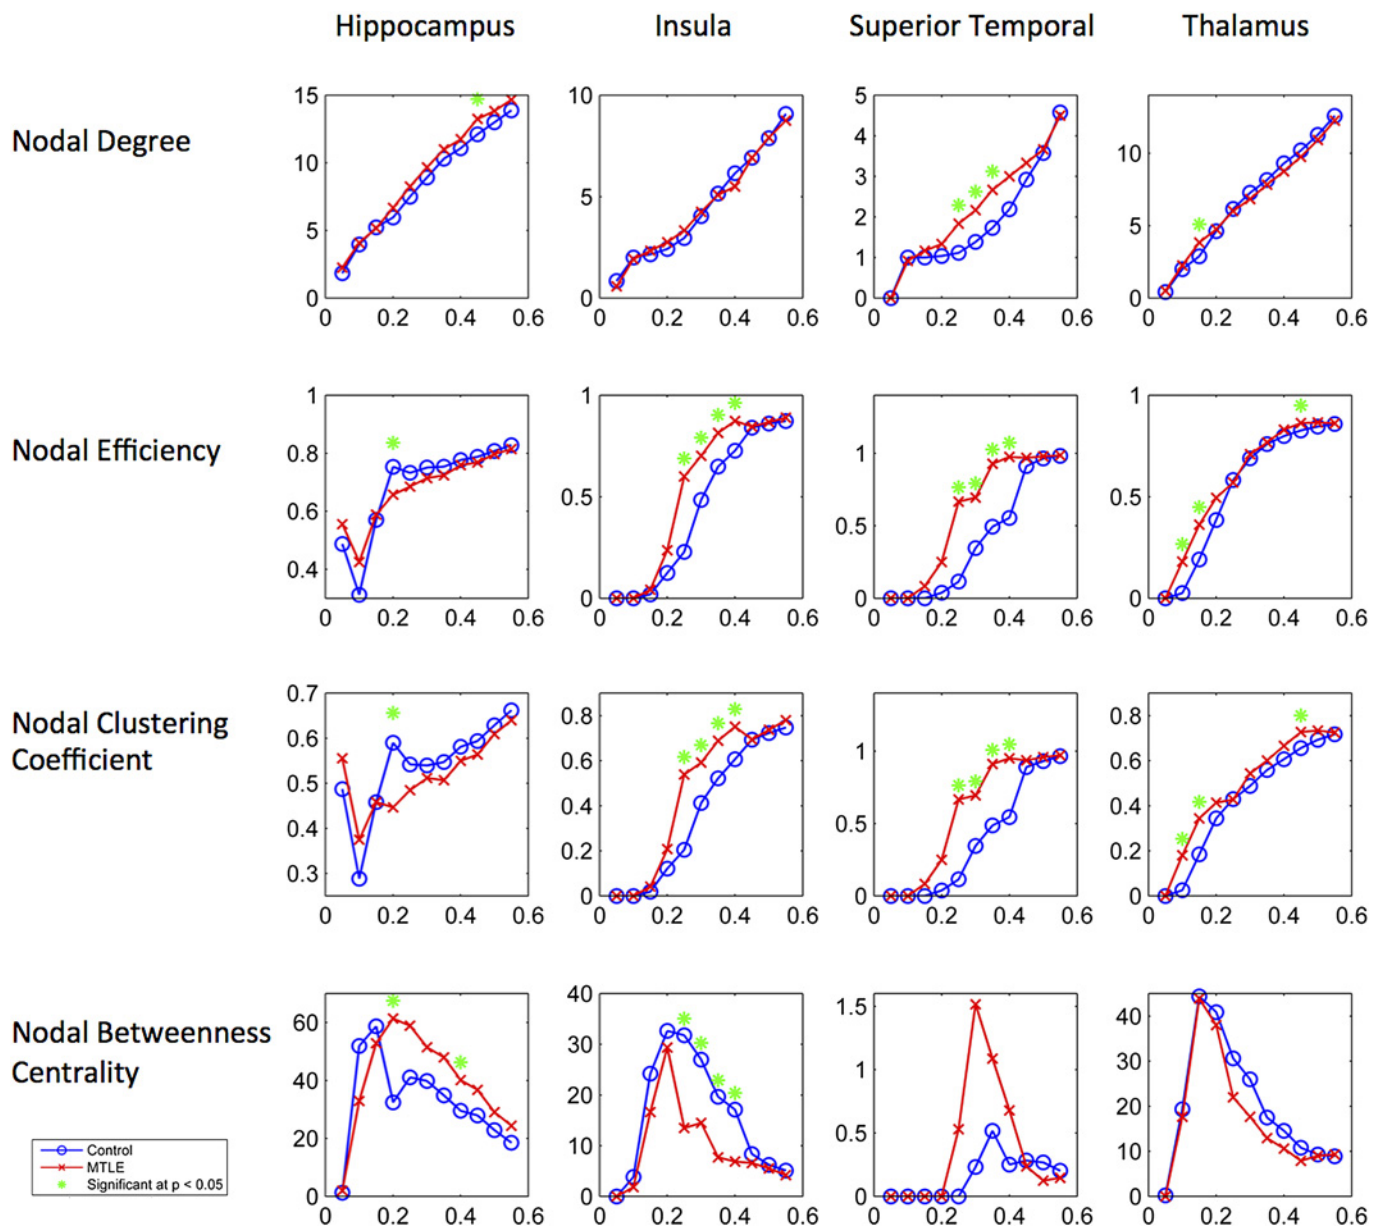 Hippocampus Insula Superior Temporal Thalamus
Nodal Degree
15 10 5 10
10 5 4 5
5 0 3 0
0 2
1
0
0 0.2 0.4 0.6 0 0.2 0.4 0.6 0 0.2 0.4 0.6 0 0.2 0.4 0.6
Nodal Efficiency
1 1 1 1
0.8 0.5 0.5 0.5
0.6 0 0 0
0.4
0 0.2 0.4 0.6 0 0.2 0.4 0.6 0 0.2 0.4 0.6 0 0.2 0.4 0.6
Nodal Clustering
Coefficient
0.7 0.8 1 0.8
0.6 0.6 0.5 0.6
0.5 0.4 0 0.4
0.4 0.2 0.2
0.3 0 0
0 0.2 0.4 0.6 0 0.2 0.4 0.6 0 0.2 0.4 0.6 0 0.2 0.4 0.6
Nodal Betweenness
Centrality
60 40 1.5 40
40 30 1 30
20 20 0.5 20
0 10 0 10
0 0
0 0.2 0.4 0.6 0 0.2 0.4 0.6 0 0.2 0.4 0.6 0 0.2 0.4 0.6
Control
MTLE
Significant at p < 0.05